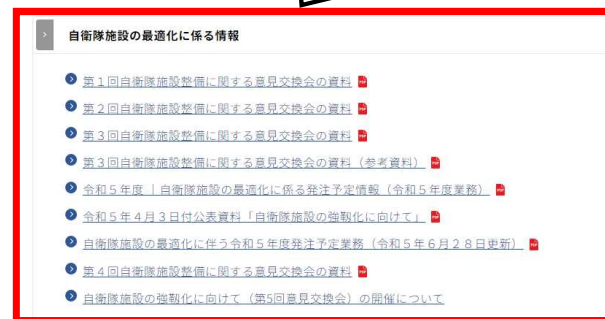 自衛隊施設の最適化に係る情報
第１回自衛隊施設整備に関する意見交換会の資料
第２回自衛隊施設整備に関する意見交換会の資料
第３回自衛隊施設整備に関する意見交換会の資料
第３回自衛隊施設整備に関する意見交換会の資料（参考資料）
令和５年度｜自衛隊施設の最適化に係る発注予定情報（令和５年度業務）
令和５年４月３日付公表資料「自衛隊施設の強靱化に向けて」
自衛隊施設の最適化に伴う令和５年度発注予定業務（令和５年６月２８日更新）
第４回自衛隊施設整備に関する意見交換会の資料
自衛隊施設の強靱化に向けて（第5回意見交換会）の開催について